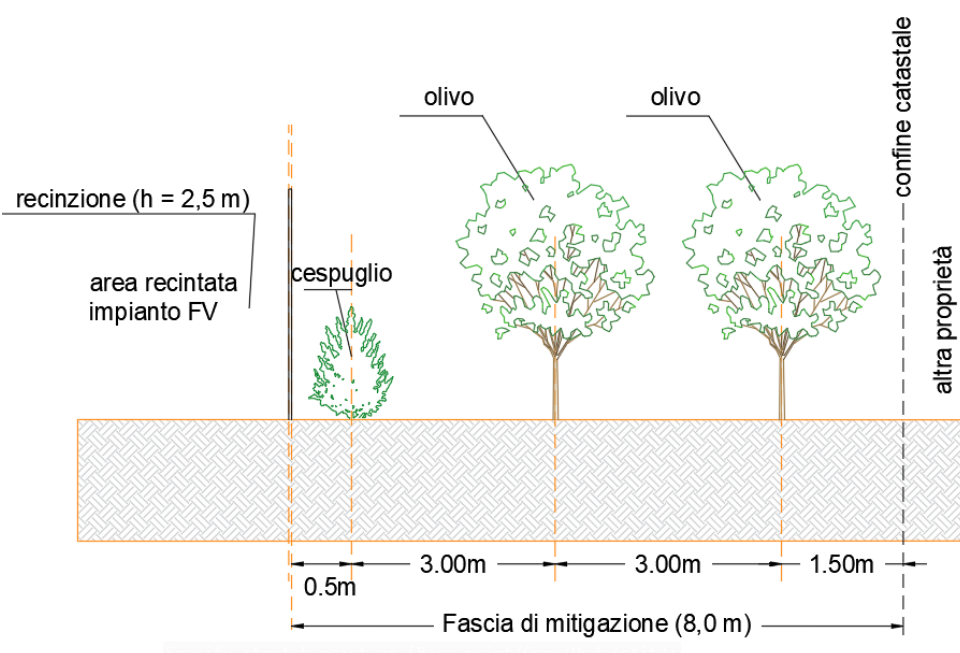 olivo
olivo
confine catastale
recinzione (h = 2,5 m)
area recintata
impianto FV
cespuglio
altra proprietà
0.5m
3.00m
3.00m
1.50m
Fascia di mitigazione (8,0 m)